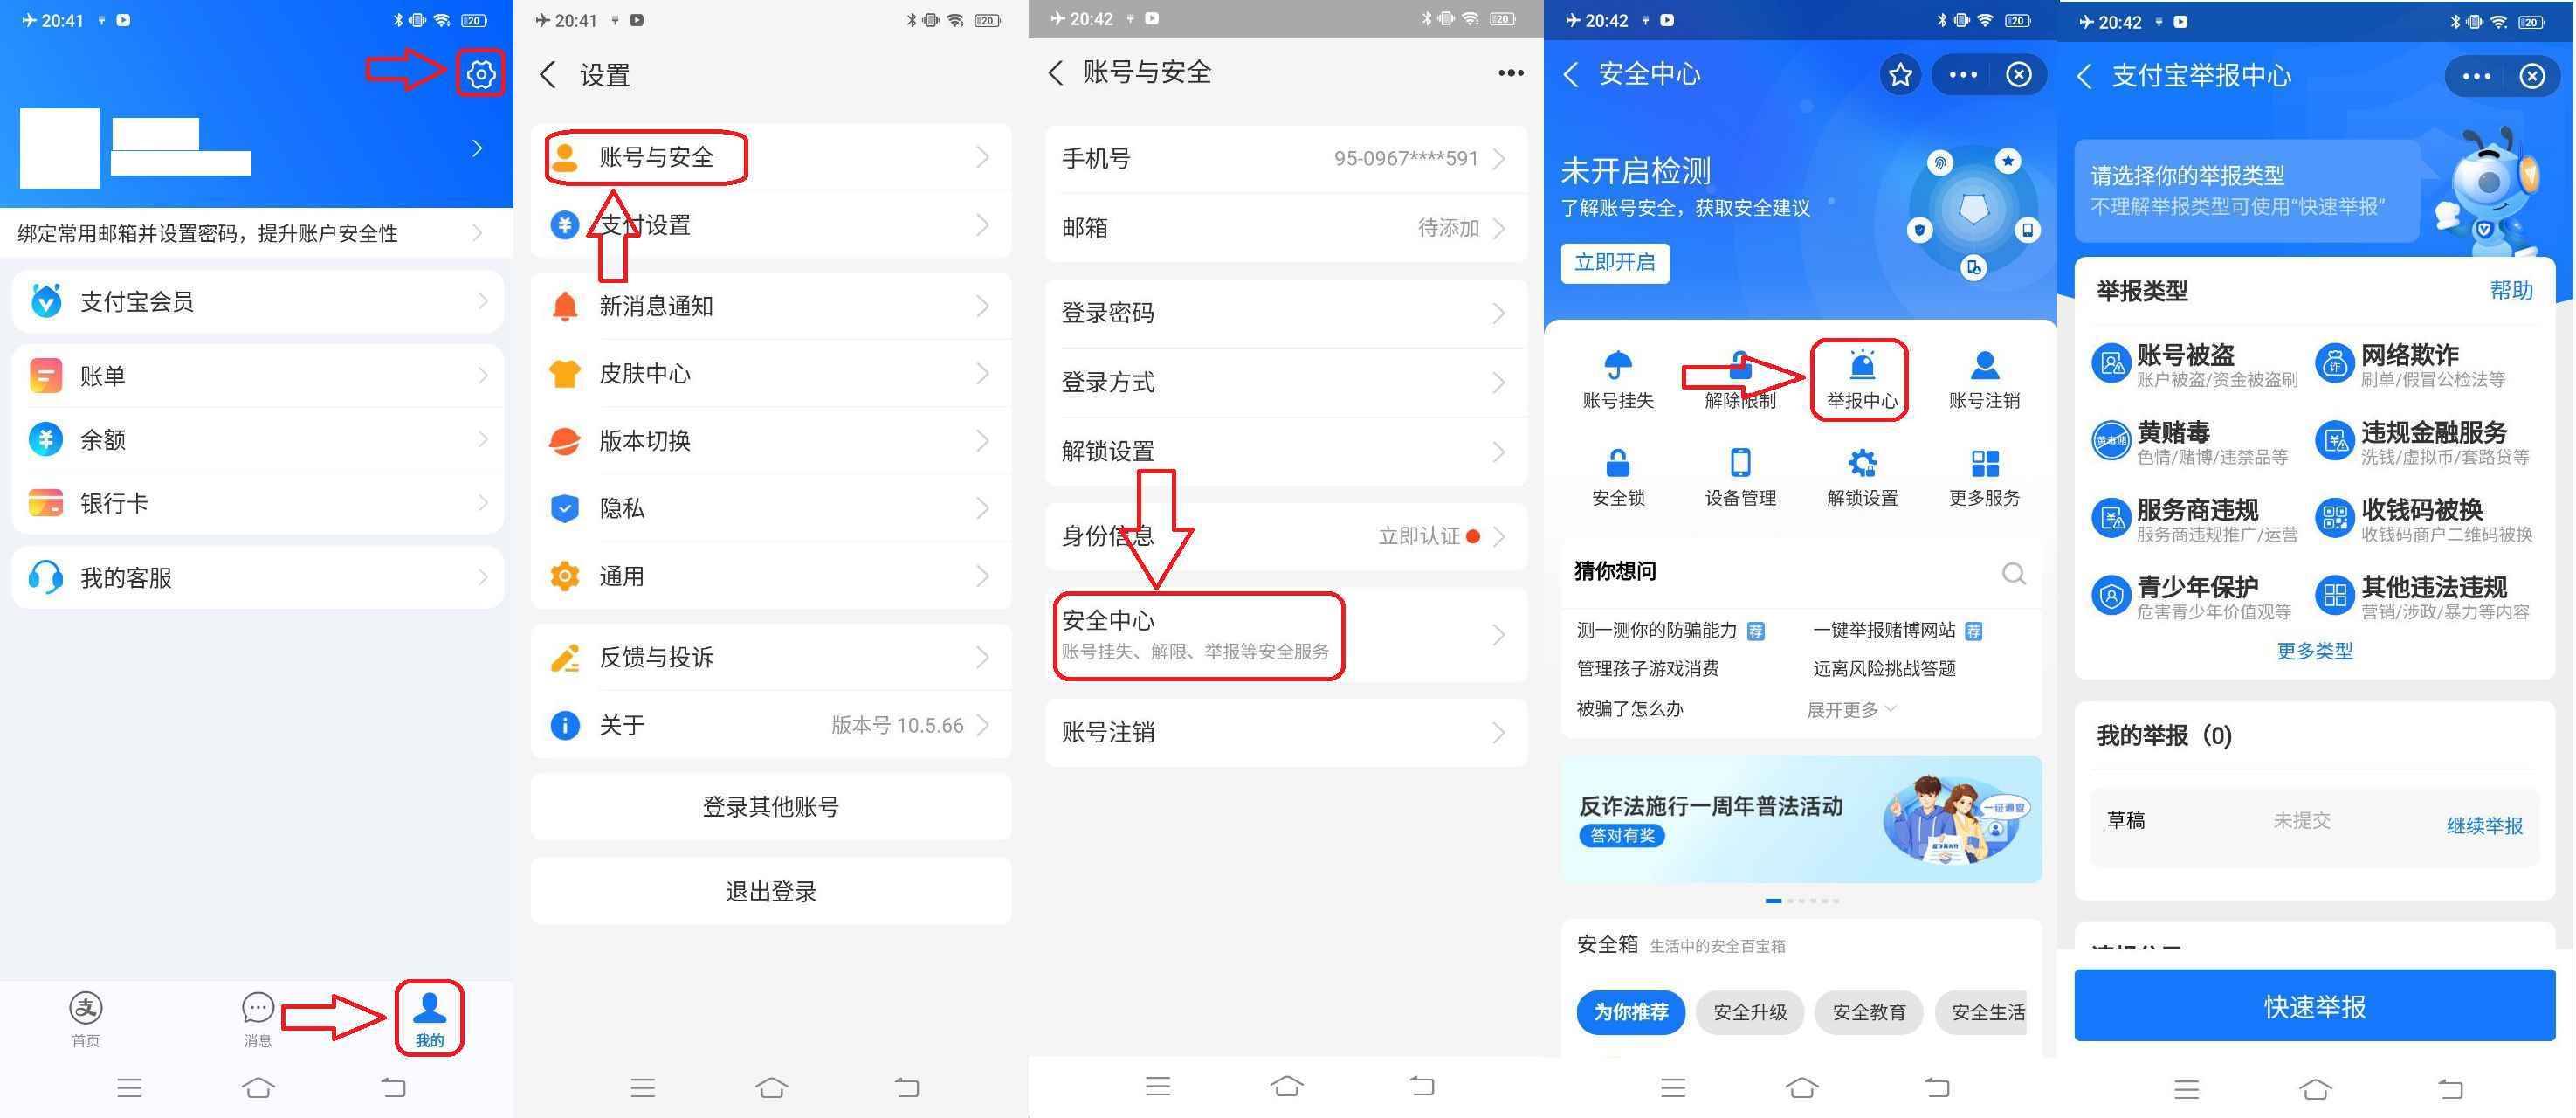 20:41
20
绑定常用邮箱并设置密码，提升账户安全性
支付宝会员
账单
余额
银行卡
我的客服
首页
消息
我的
20:41
20
设置
账号与安全
支付设置
新消息通知
皮肤中心
版本切换
隐私
通用
反馈与投诉
关于 版本号 10.5.66
登录其他账号
退出登录
20:42
20
账号与安全
手机号 95-0967****591
邮箱 待添加
登录密码
登录方式
解锁设置
身份信息 立即认证
安全中心
账号挂失、解限、举报等安全服务
账号注销
20:42
20
安全中心
未开启检测
了解账号安全，获取安全建议
立即开启
账号挂失 解除限制 举报中心 账号注销
安全锁 设备管理 解锁设置 更多服务
猜你想问
测一测你的防骗能力 荐 一键举报赌博网站 荐
管理孩子游戏消费 远离风险挑战答题
被骗了怎么办 展开更多
反诈法施行一周年普法活动
答对有奖
安全箱 生活中的安全百宝箱
为你推荐 安全升级 安全教育 安全生活
20:42
20
支付宝举报中心
请选择你的举报类型
不理解举报类型可使用“快速举报”
举报类型 帮助
账号被盗 网络欺诈
账户被盗/资金被盗刷 刷单/假冒公检法等
黄赌毒 违规金融服务
色情/赌博/违禁品等 洗钱/虚拟币/套路贷等
服务商违规 收钱码被换
服务商违规推广/运营 收钱码商户二维码被换
青少年保护 其他违法违规
危害青少年价值观等 营销/涉政/暴力等内容
更多类型
我的举报（0）
草稿 未提交 继续举报
快速举报